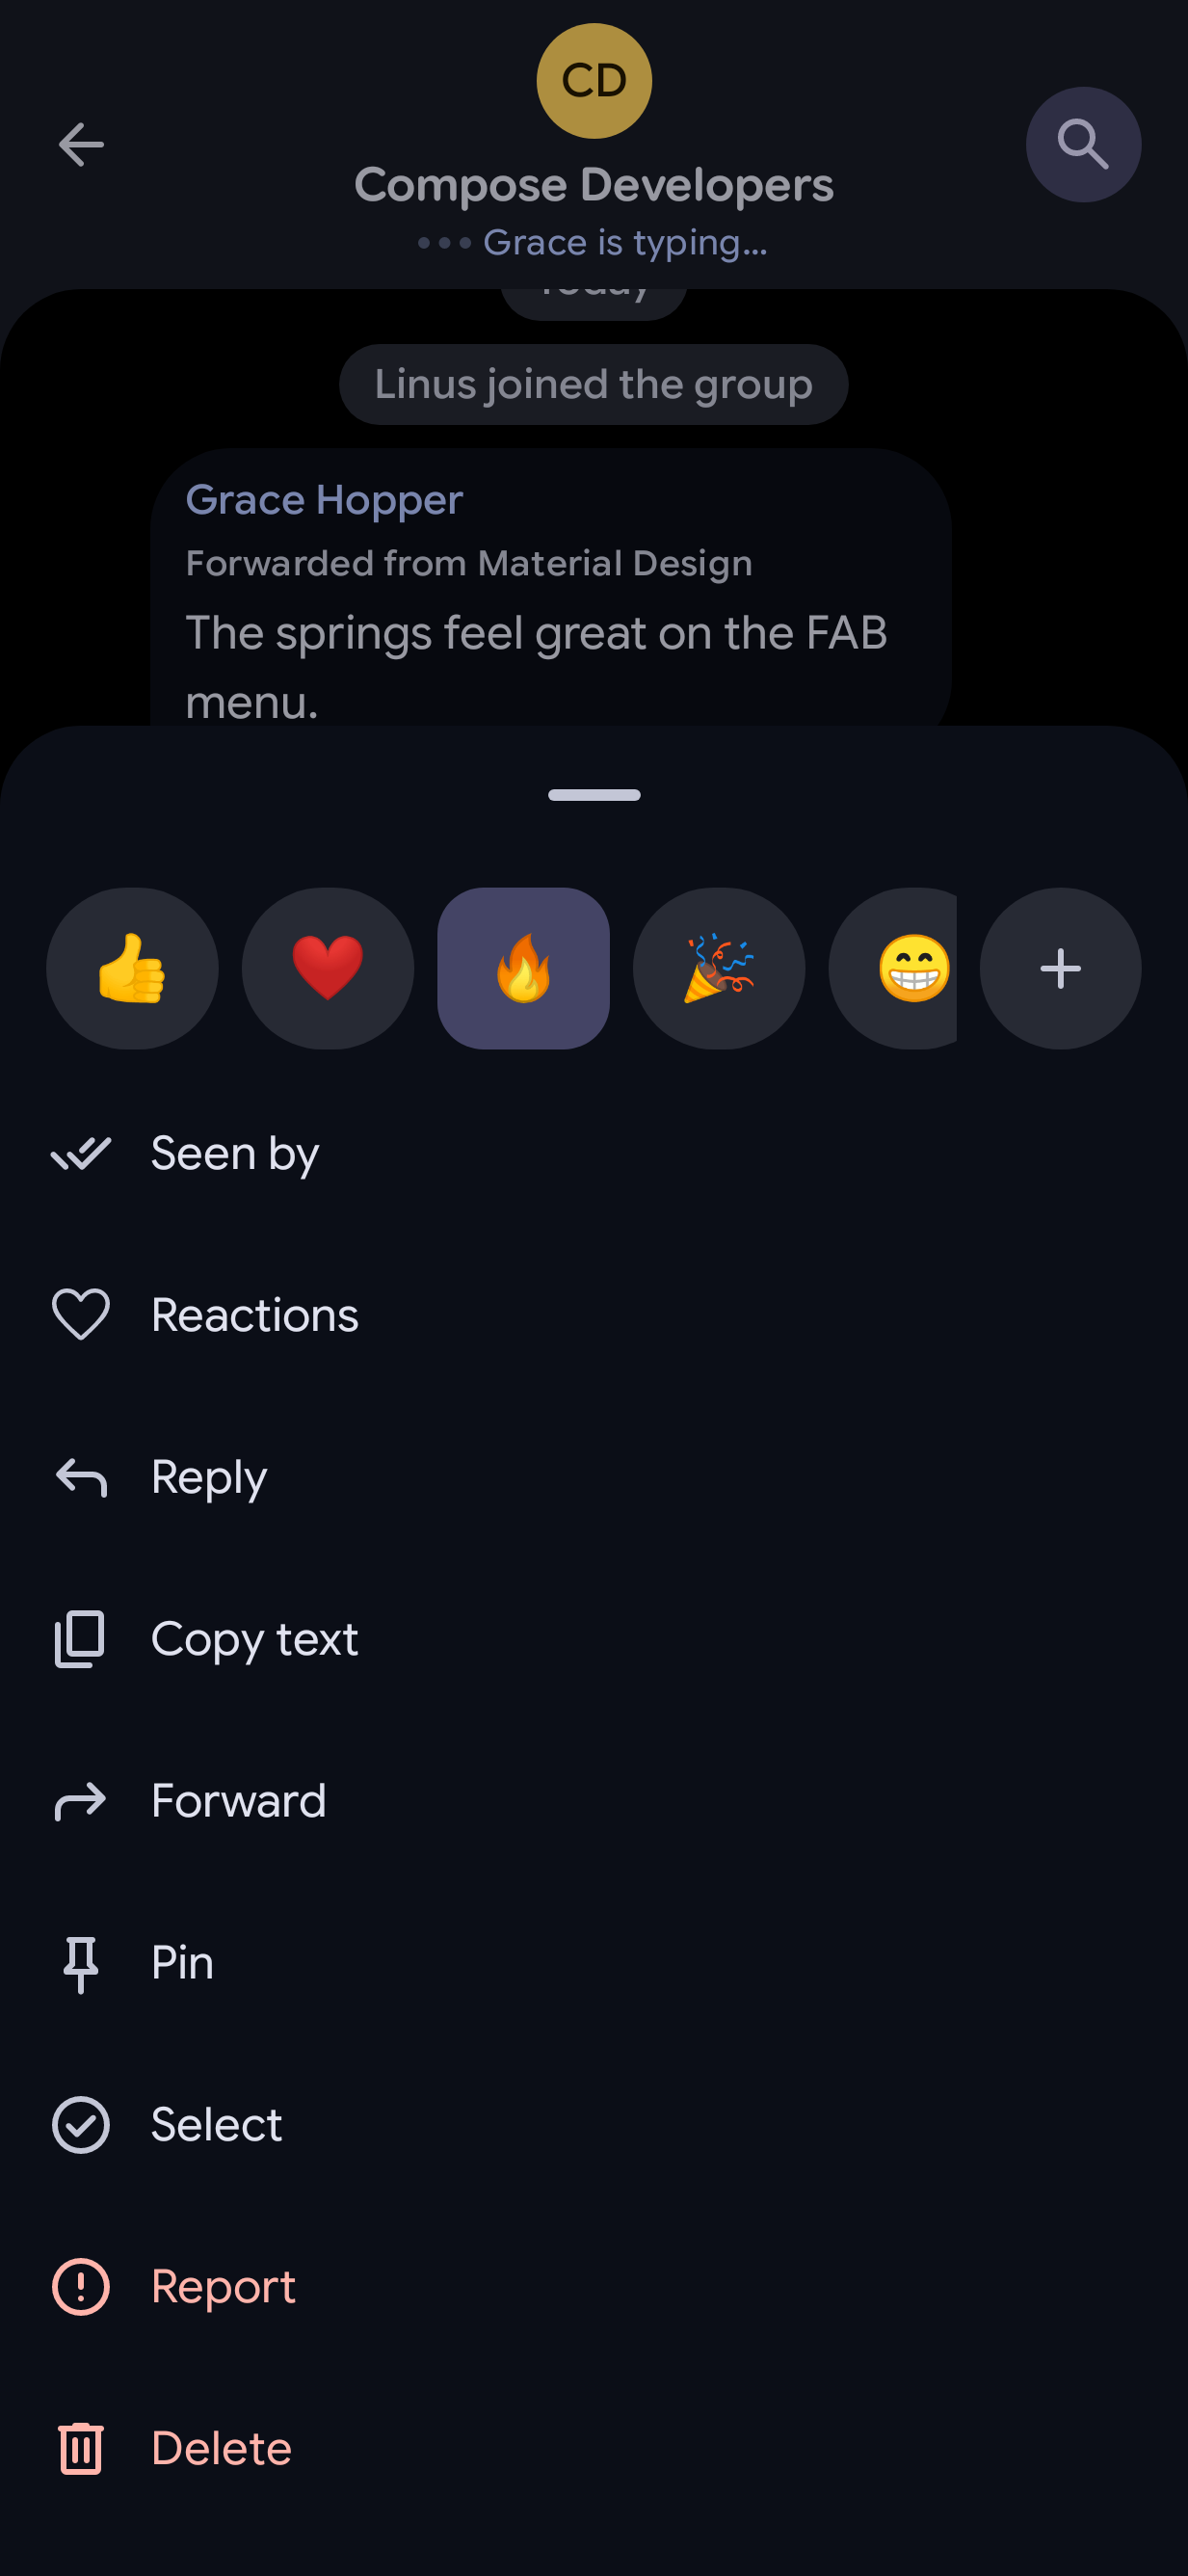 CD
Compose Developers
Grace is typing...
Today
Linus joined the group
Grace Hopper
Forwarded from Material Design
The springs feel great on the FAB
menu.
Seen by
Reactions
Reply
Copy text
Forward
Pin
Select
Report
Delete